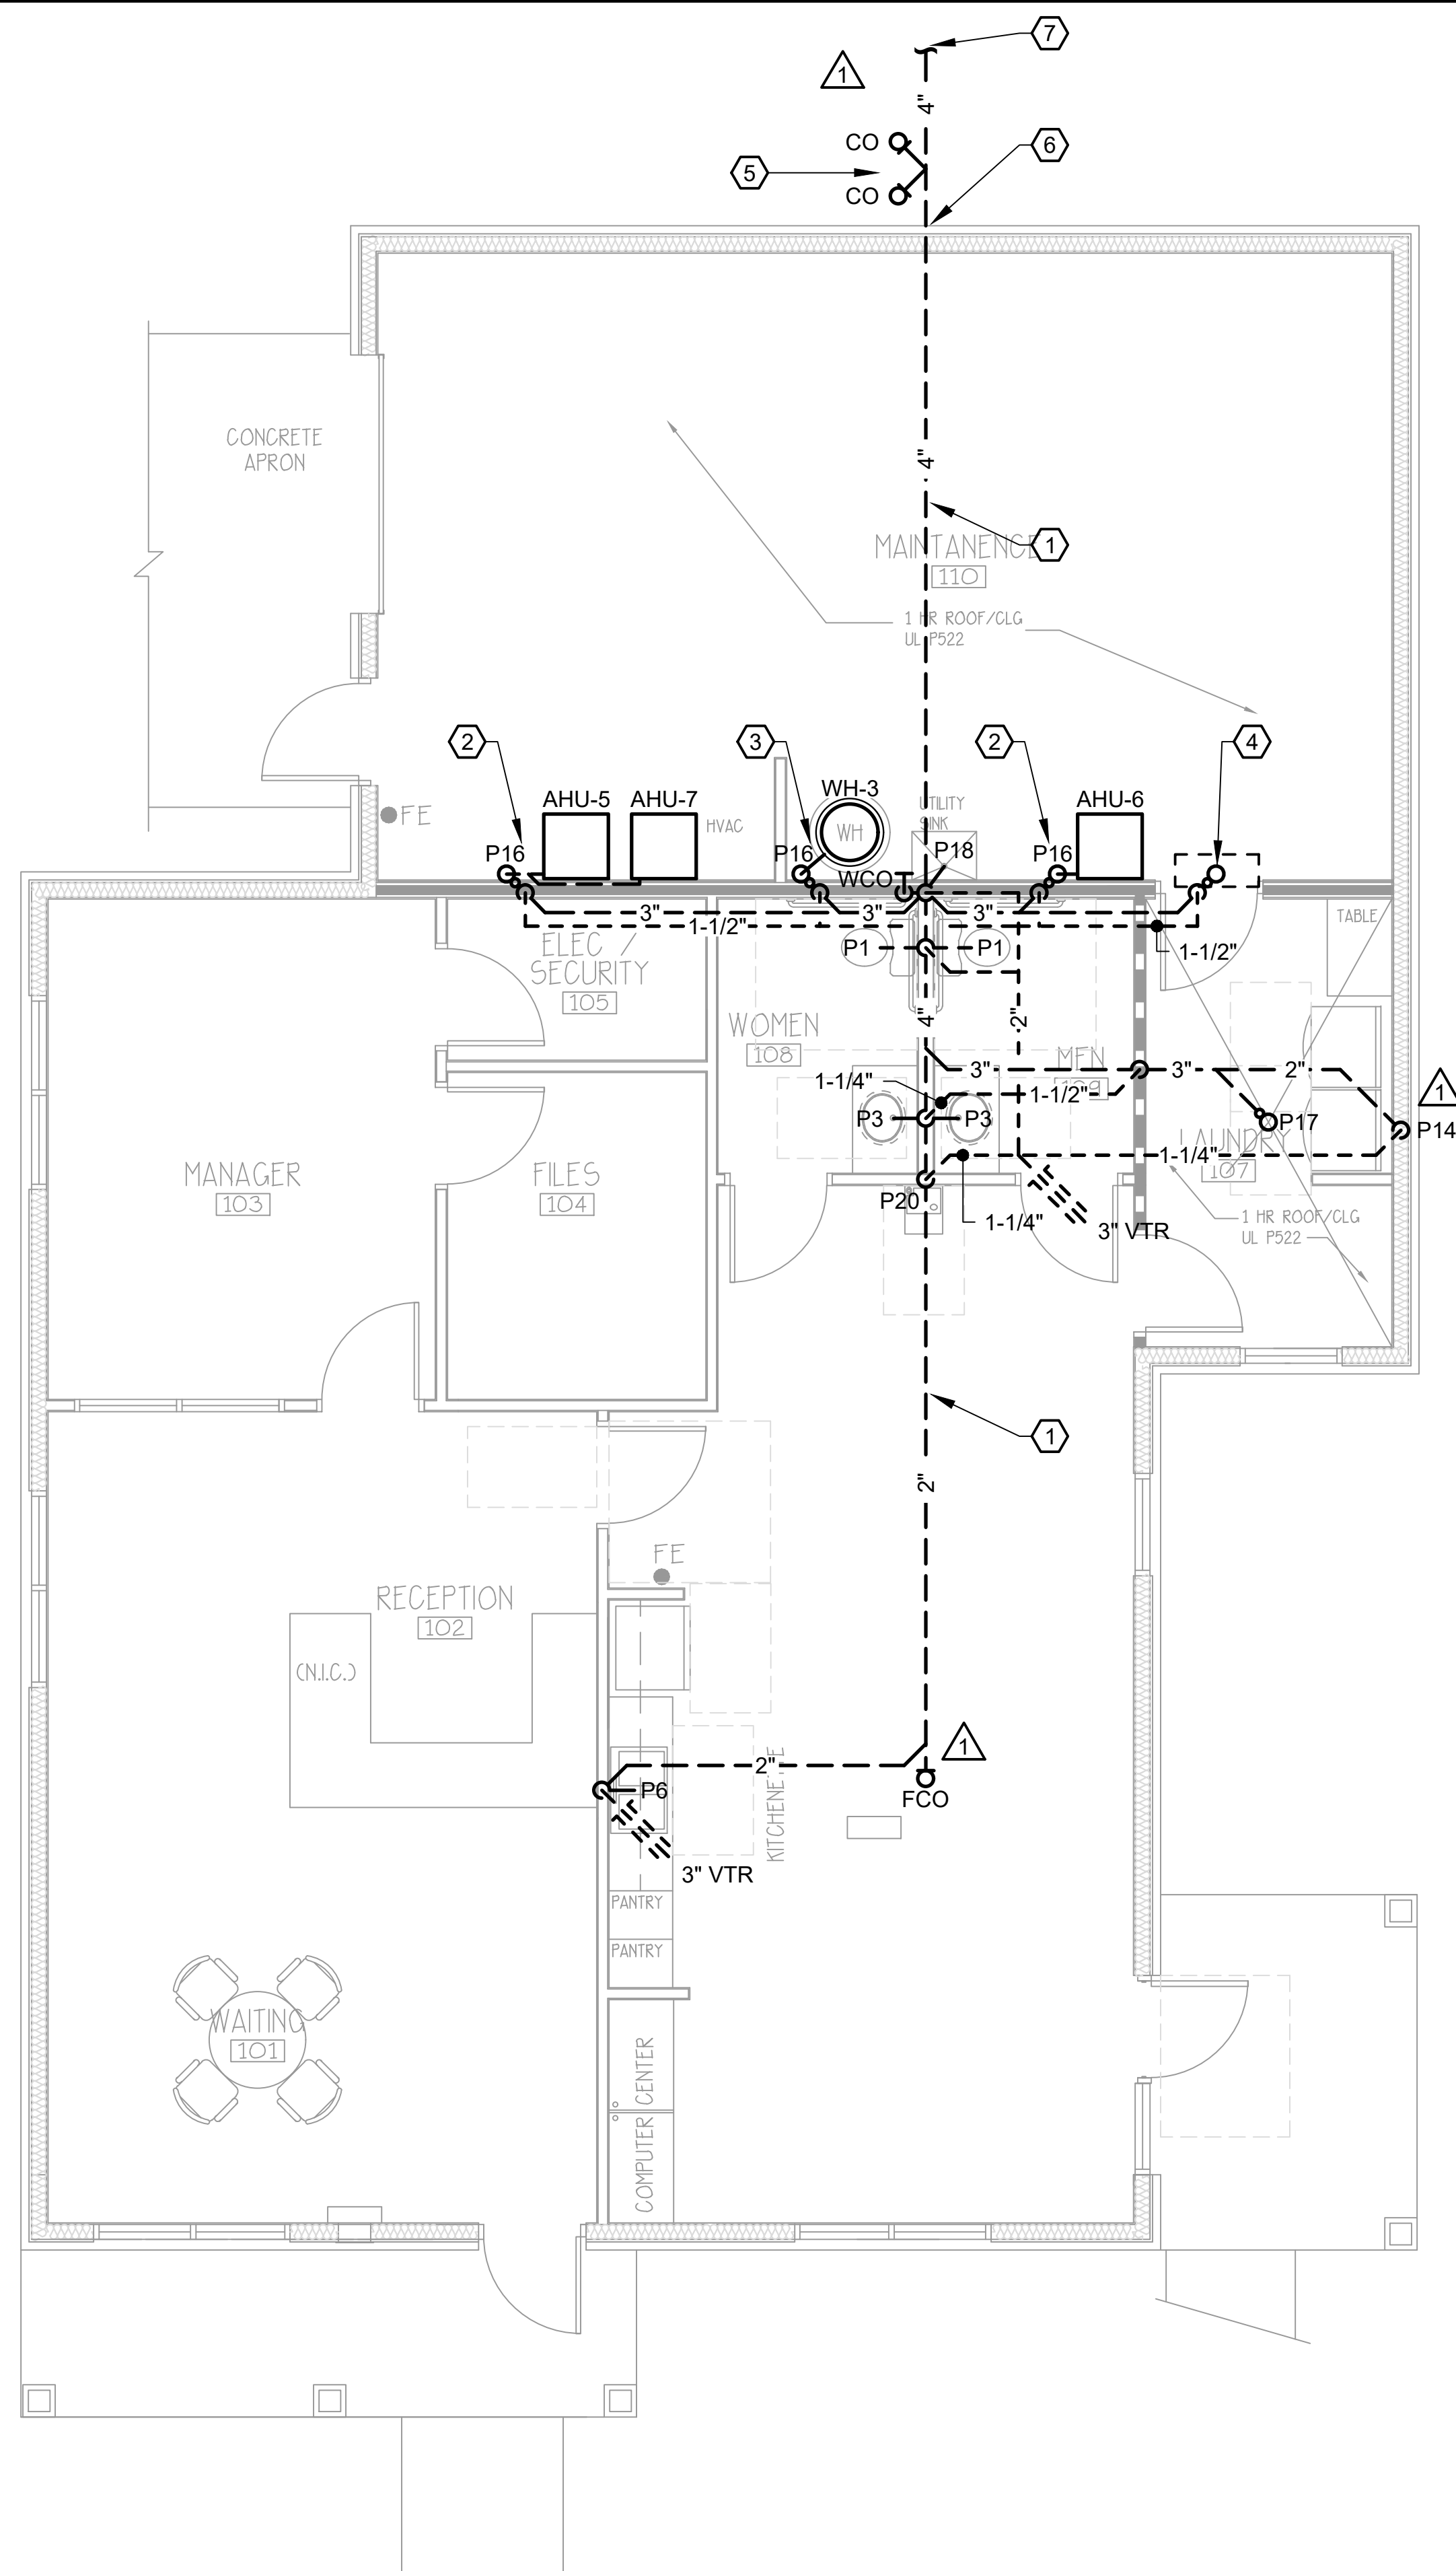 7
1
4"
CO
6
5
CO
CONCRETE
APRON
4"
1
MAINTANENCE
110
1 HR ROOF/CLG
UL P522
2
3
2
4
WH-3
AHU-5
AHU-7
AHU-6
UTILITY
SINK
FE
HVAC
WH
P16
P16
P18
P16
WCO
3"
3"
3"
TABLE
1-1/2"
1-1/2"
ELEC /
SECURITY
105
P1
P1
4"
2"
WOMEN
108
MEN
109
3"
3"
2"
1-1/4"
1-1/2"
1
P3
P3
P17
P14
LAUNDRY
107
1-1/4"
MANAGER
103
FILES
104
P20
1-1/4"
3" VTR
1 HR ROOF/CLG
UL P522
1
2"
FE
RECEPTION
102
(N.I.C.)
1
2"
P6
FCO
KITCHENETTE
3" VTR
PANTRY
PANTRY
WAITING
101
COMPUTER CENTER